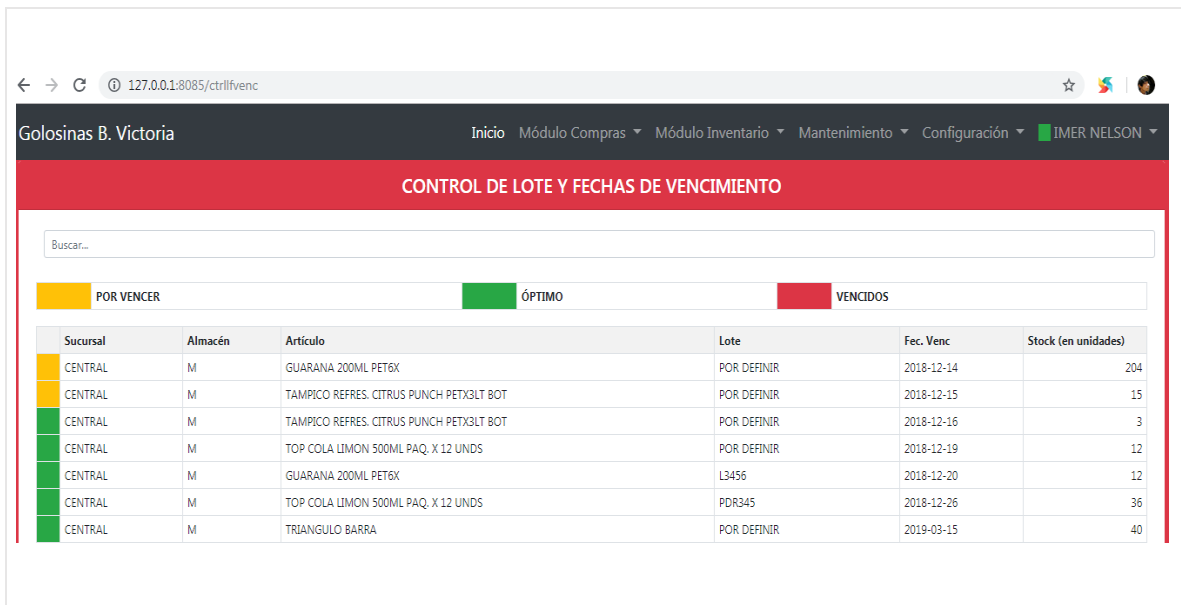 127.0.0.1:8085/ctrllfvenc
Golosinas B. Victoria Inicio Módulo Compras Módulo Inventario Mantenimiento Configuración IMER NELSON
CONTROL DE LOTE Y FECHAS DE VENCIMIENTO
Buscar...
POR VENCER ÓPTIMO VENCIDOS
Sucursal Almacén Artículo Lote Fec. Venc Stock (en unidades)
CENTRAL M GUARANA 200ML PET6X POR DEFINIR 2018-12-14 204
CENTRAL M TAMPICO REFRES. CITRUS PUNCH PETX3LT BOT POR DEFINIR 2018-12-15 15
CENTRAL M TAMPICO REFRES. CITRUS PUNCH PETX3LT BOT POR DEFINIR 2018-12-16 3
CENTRAL M TOP COLA LIMON 500ML PAQ. X 12 UNDS POR DEFINIR 2018-12-19 12
CENTRAL M GUARANA 200ML PET6X L3456 2018-12-20 12
CENTRAL M TOP COLA LIMON 500ML PAQ. X 12 UNDS PDR345 2018-12-26 36
CENTRAL M TRIANGULO BARRA POR DEFINIR 2019-03-15 40